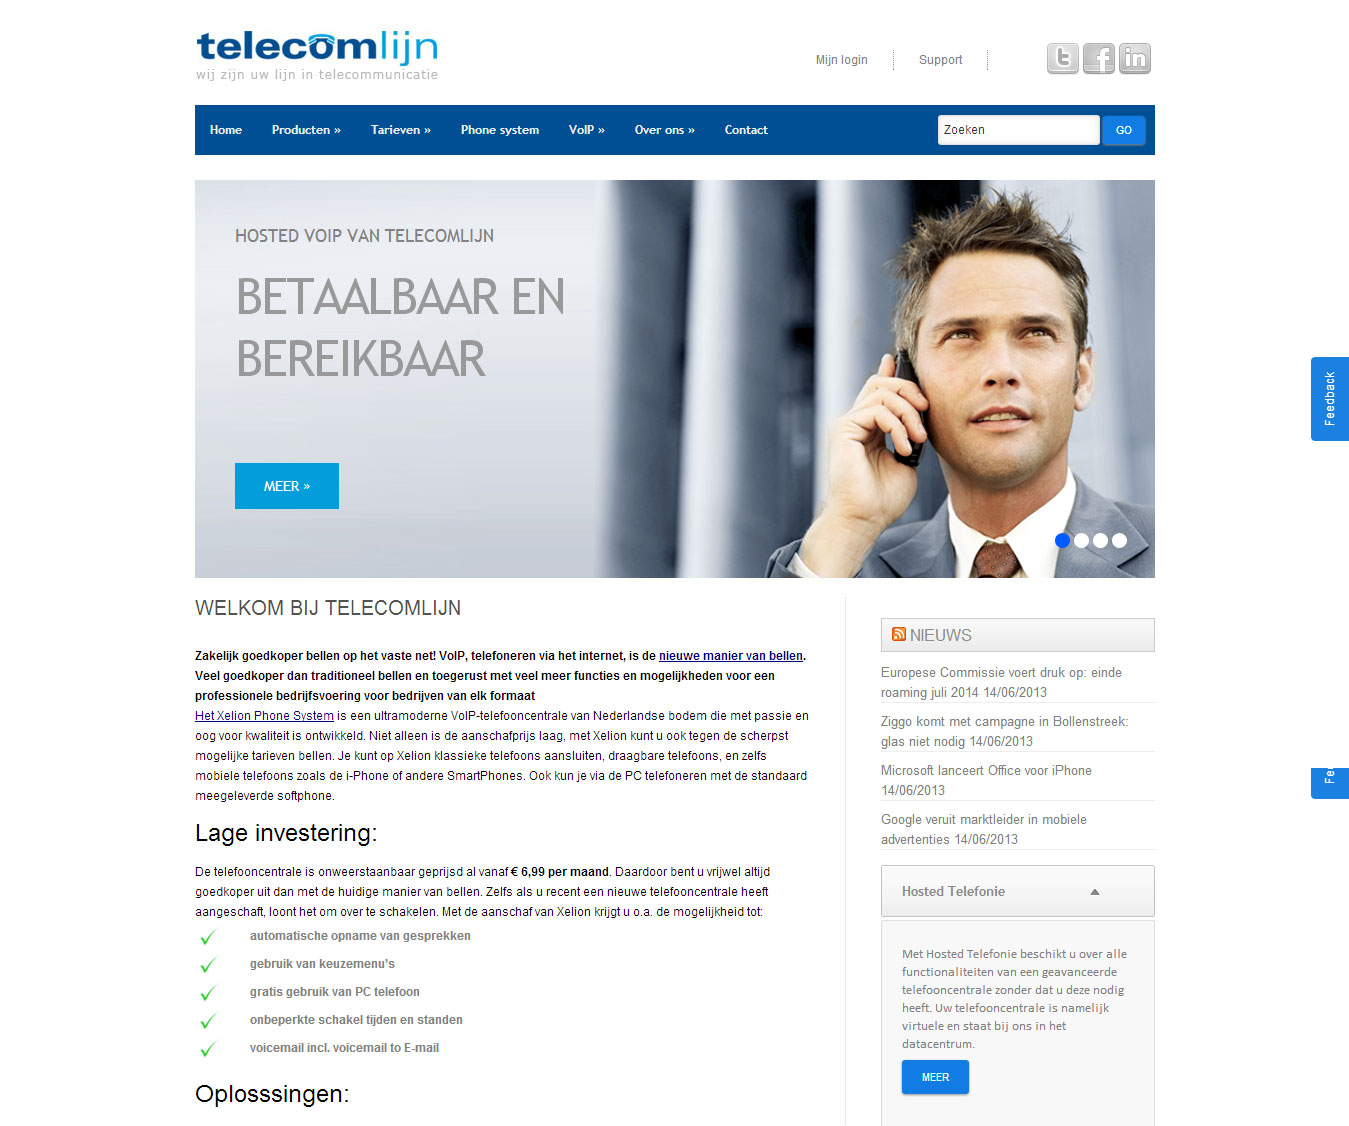 telecomlijn
wij zijn uw lijn in telecommunicatie
Mijn login
Support
Home
Producten »
Tarieven »
Phone system
VoIP »
Over ons »
Contact
Zoeken
GO
HOSTED VOIP VAN TELECOMLIJN
BETAALBAAR EN
BEREIKBAAR
MEER »
Feedback
WELKOM BIJ TELECOMLIJN
Zakelijk goedkoper bellen op het vaste net! VoIP, telefoneren via het internet, is de nieuwe manier van bellen.
Veel goedkoper dan traditioneel bellen en toegerust met veel meer functies en mogelijkheden voor een
professionele bedrijfsvoering voor bedrijven van elk formaat
Het Xelion Phone System is een ultramoderne VoIP-telefooncentrale van Nederlandse bodem die met passie en
oog voor kwaliteit is ontwikkeld. Niet alleen is de aanschafprijs laag, met Xelion kunt u ook tegen de scherpst
mogelijke tarieven bellen. Je kunt op Xelion klassieke telefoons aansluiten, draagbare telefoons, en zelfs
mobiele telefoons zoals de i-Phone of andere SmartPhones. Ook kun je via de PC telefoneren met de standaard
meegeleverde softphone.
Lage investering:
De telefooncentrale is onweerstaanbaar geprijsd al vanaf € 6,99 per maand. Daardoor bent u vrijwel altijd
goedkoper uit dan met de huidige manier van bellen. Zelfs als u recent een nieuwe telefooncentrale heeft
aangeschaft, loont het om over te schakelen. Met de aanschaf van Xelion krijgt u o.a. de mogelijkheid tot:
automatische opname van gesprekken
gebruik van keuzemenu's
gratis gebruik van PC telefoon
onbeperkte schakel tijden en standen
voicemail incl. voicemail to E-mail
Oplosssingen:
NIEUWS
Europese Commissie voert druk op: einde
roaming juli 2014 14/06/2013
Ziggo komt met campagne in Bollenstreek:
glas niet nodig 14/06/2013
Microsoft lanceert Office voor iPhone
14/06/2013
Google veruit marktleider in mobiele
advertenties 14/06/2013
Hosted Telefonie
Met Hosted Telefonie beschikt u over alle
functionaliteiten van een geavanceerde
telefooncentrale zonder dat u deze nodig
heeft. Uw telefooncentrale is namelijk
virtuele en staat bij ons in het
datacentrum.
MEER